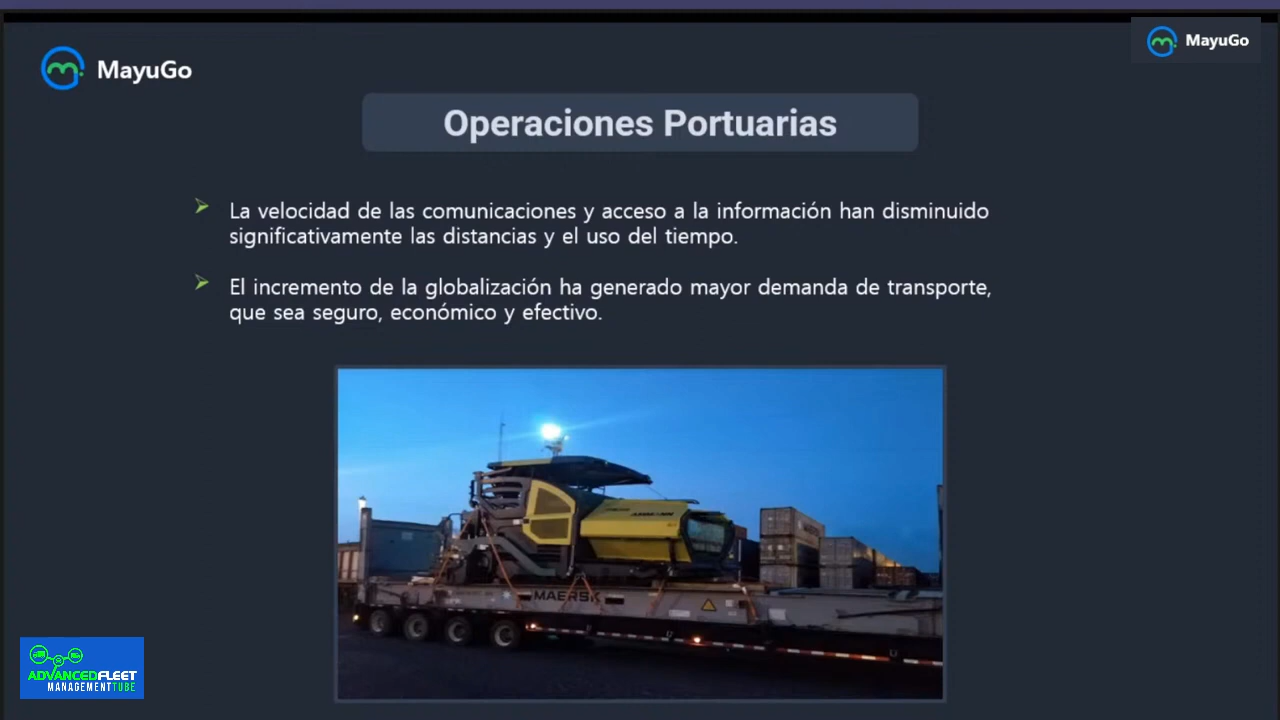 MayuGo
MayuGo
Operaciones Portuarias
La velocidad de las comunicaciones y acceso a la información han disminuido
significativamente las distancias y el uso del tiempo.
El incremento de la globalización ha generado mayor demanda de transporte,
que sea seguro, económico y efectivo.
AMMANN
MAERSK
ADVANCEDFLEET
MANAGEMENTTUBE